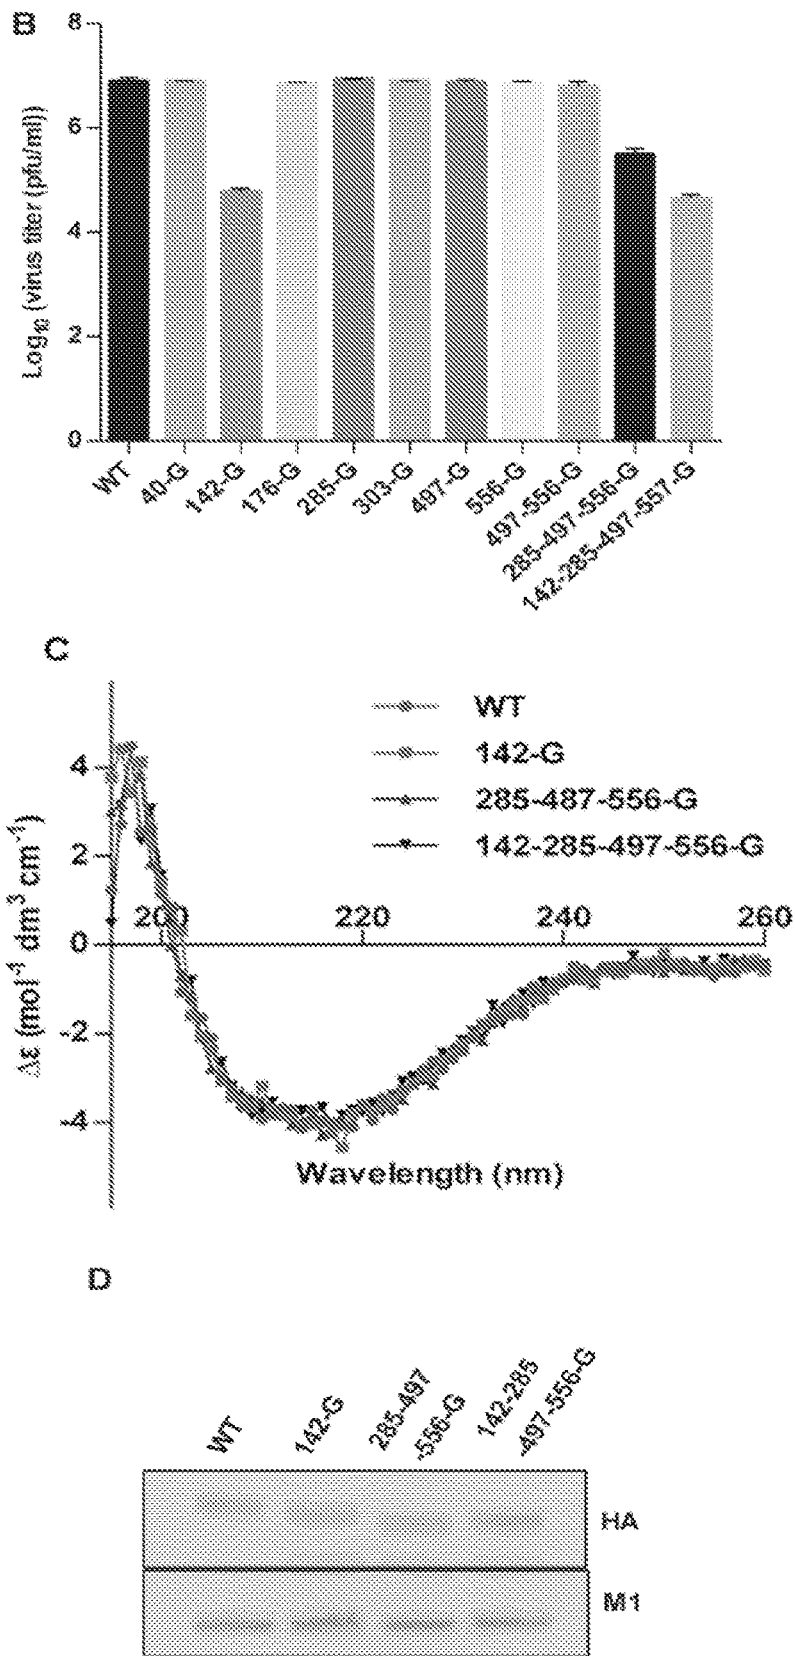 B
Log10 (virus titer (pfu/ml))
8
6
4
2
0
WT
40-G
142-G
176-G
285-G
303-G
497-G
556-G
497-556-G
285-497-556-G
142-285-497-557-G
C
WT
142-G
285-487-556-G
142-285-497-556-G
Δε (mol-1 dm3 cm-1)
4
2
0
-2
-4
200
220
240
260
Wavelength (nm)
D
WT
142-G
285-497
-556-G
142-285
-497-556-G
HA
M1